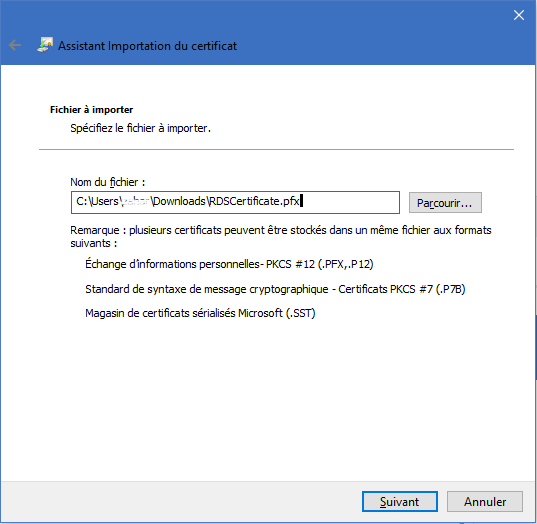 Assistant Importation du certificat
Fichier à importer
Spécifiez le fichier à importer.
Nom du fichier :
C:\Users\ \Downloads\RDSCertificate.pfx
Parcourir...
Remarque : plusieurs certificats peuvent être stockés dans un même fichier aux formats
suivants :
Échange d'informations personnelles- PKCS #12 (.PFX,.P12)
Standard de syntaxe de message cryptographique - Certificats PKCS #7 (.P7B)
Magasin de certificats sérialisés Microsoft (.SST)
Suivant
Annuler